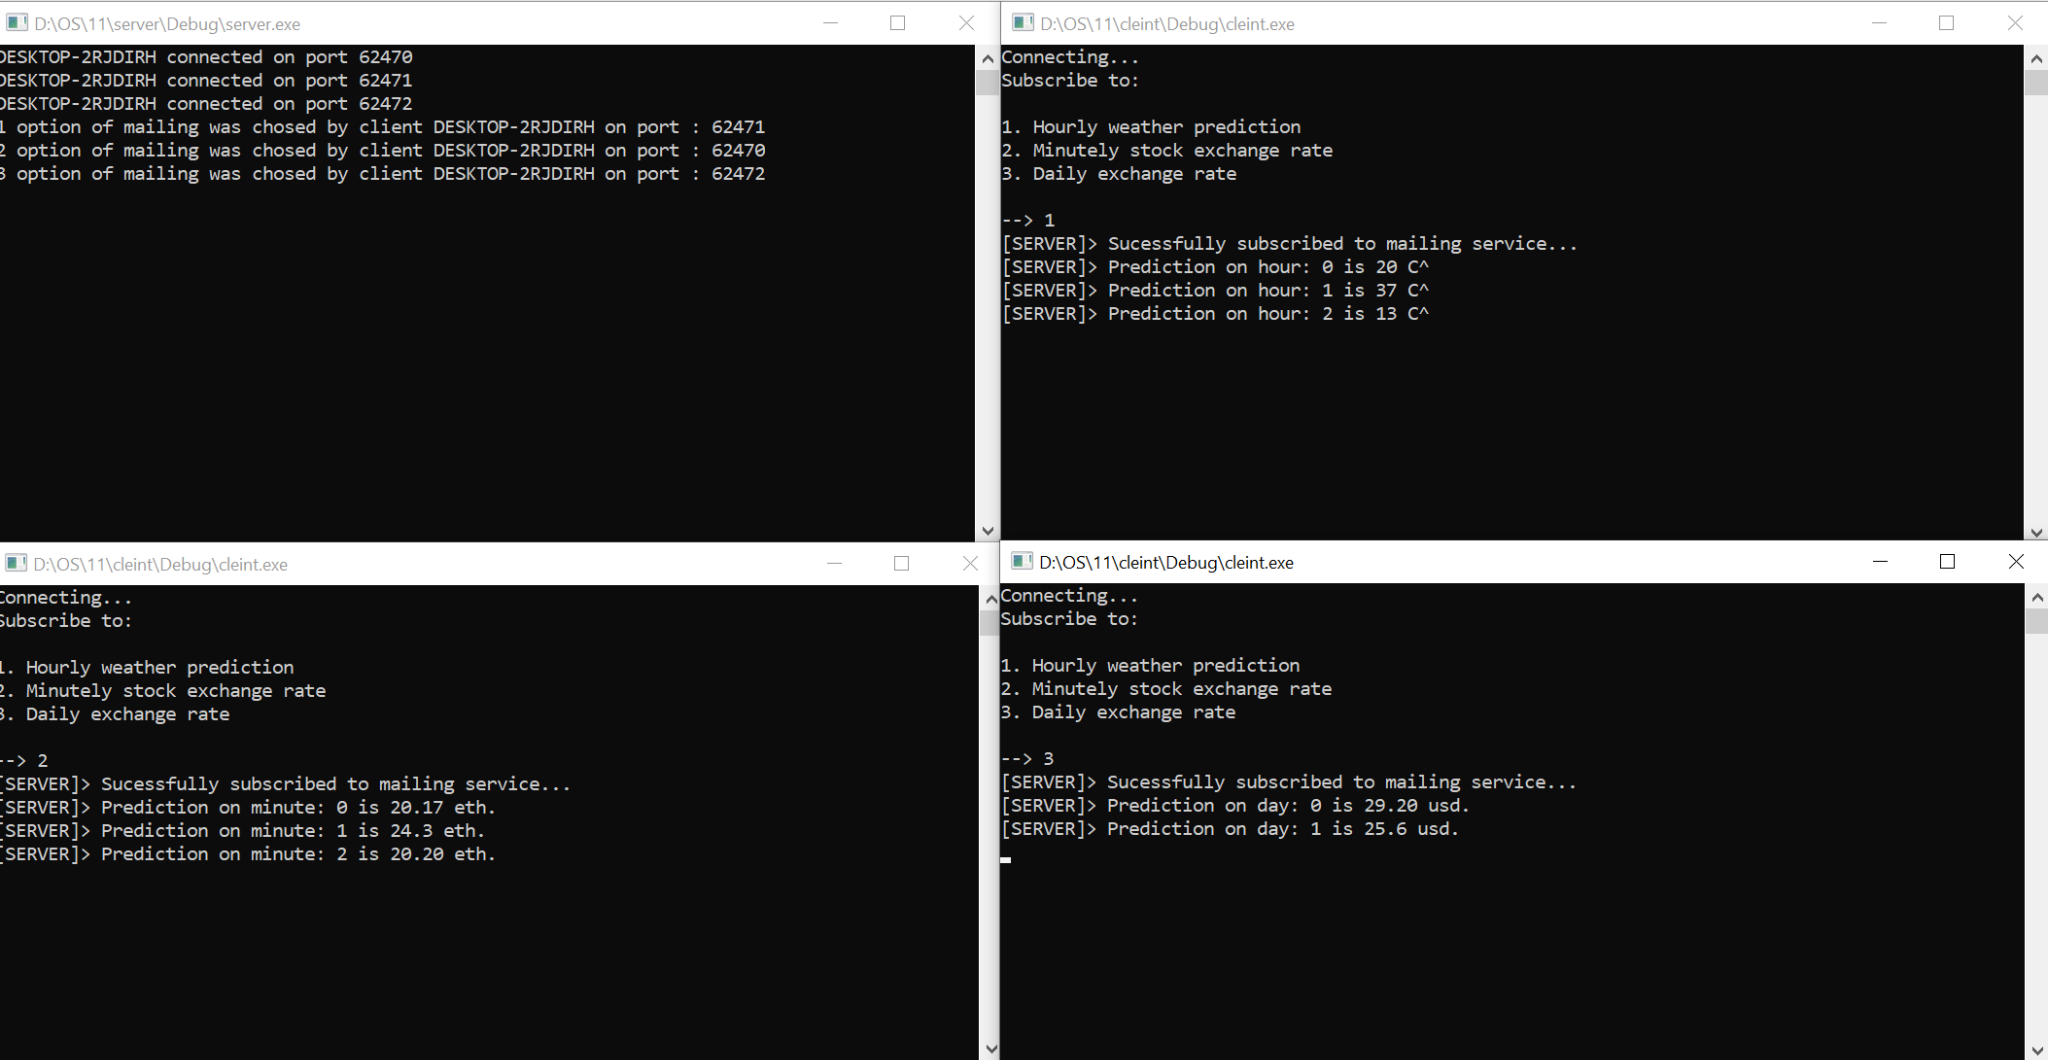 D:\OS\11\server\Debug\server.exe
DESKTOP-2RJDIRH connected on port 62470
DESKTOP-2RJDIRH connected on port 62471
DESKTOP-2RJDIRH connected on port 62472
1 option of mailing was chosed by client DESKTOP-2RJDIRH on port : 62471
2 option of mailing was chosed by client DESKTOP-2RJDIRH on port : 62470
3 option of mailing was chosed by client DESKTOP-2RJDIRH on port : 62472
D:\OS\11\cleint\Debug\cleint.exe
Connecting...
Subscribe to:
1. Hourly weather prediction
2. Minutely stock exchange rate
3. Daily exchange rate
--> 1
[SERVER]> Sucessfully subscribed to mailing service...
[SERVER]> Prediction on hour: 0 is 20 C^
[SERVER]> Prediction on hour: 1 is 37 C^
[SERVER]> Prediction on hour: 2 is 13 C^
D:\OS\11\cleint\Debug\cleint.exe
Connecting...
Subscribe to:
1. Hourly weather prediction
2. Minutely stock exchange rate
3. Daily exchange rate
--> 2
[SERVER]> Sucessfully subscribed to mailing service...
[SERVER]> Prediction on minute: 0 is 20.17 eth.
[SERVER]> Prediction on minute: 1 is 24.3 eth.
[SERVER]> Prediction on minute: 2 is 20.20 eth.
D:\OS\11\cleint\Debug\cleint.exe
Connecting...
Subscribe to:
1. Hourly weather prediction
2. Minutely stock exchange rate
3. Daily exchange rate
--> 3
[SERVER]> Sucessfully subscribed to mailing service...
[SERVER]> Prediction on day: 0 is 29.20 usd.
[SERVER]> Prediction on day: 1 is 25.6 usd.